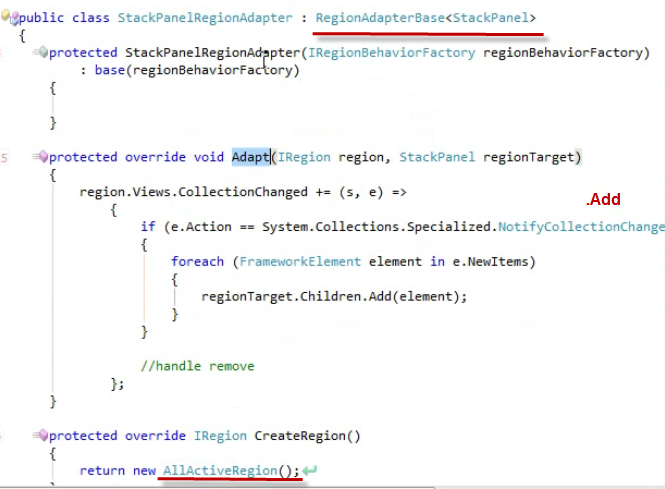 public class StackPanelRegionAdapter : RegionAdapterBase<StackPanel>
{
protected StackPanelRegionAdapter(IRegionBehaviorFactory regionBehaviorFactory)
: base(regionBehaviorFactory)
{
}
5 protected override void Adapt(IRegion region, StackPanel regionTarget)
{
region.Views.CollectionChanged += (s, e) =>
{
.Add
if (e.Action == System.Collections.Specialized.NotifyCollectionChange
{
foreach (FrameworkElement element in e.NewItems)
{
regionTarget.Children.Add(element);
}
}
//handle remove
};
}
protected override IRegion CreateRegion()
{
return new AllActiveRegion();